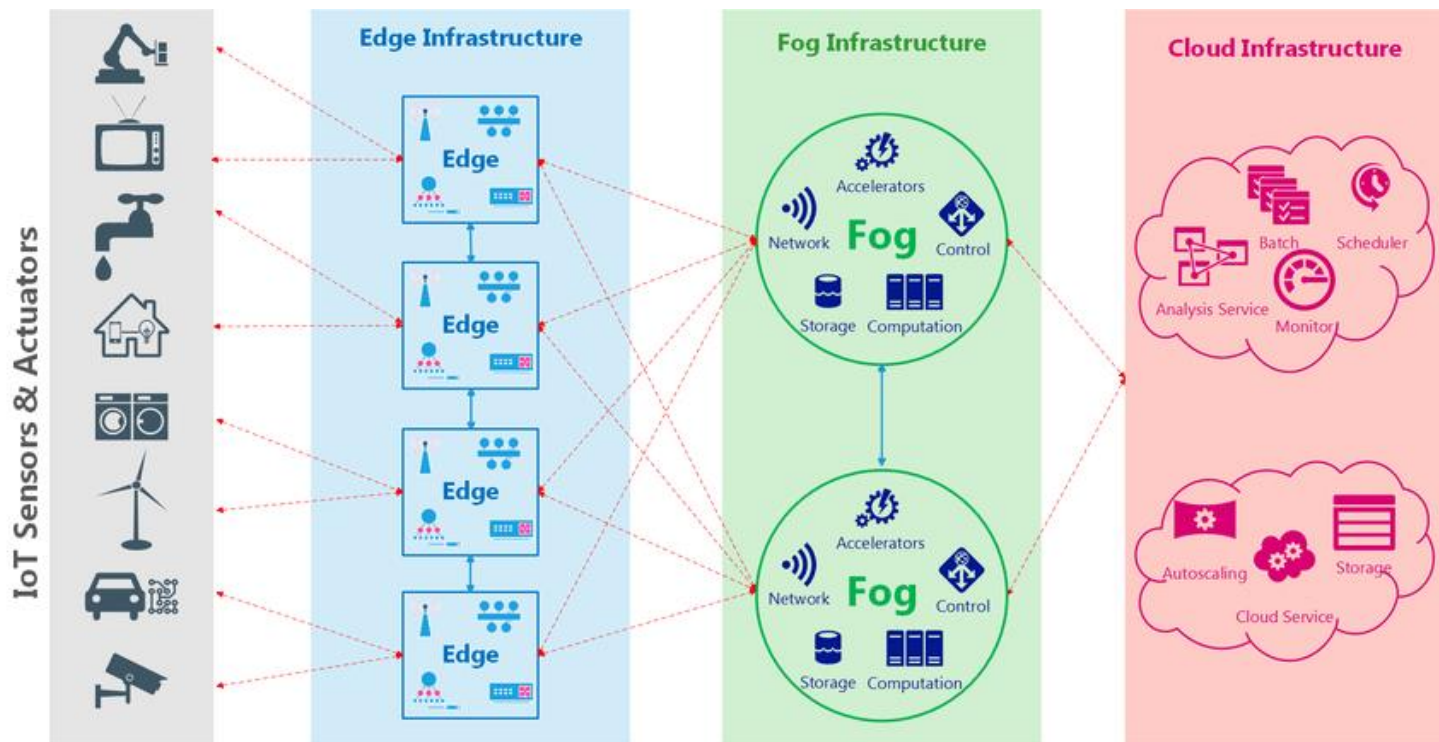 IoT Sensors & Actuators
Edge Infrastructure
Edge
Edge
Edge
Edge
Fog Infrastructure
Accelerators
Network
Fog
Control
Storage
Computation
Accelerators
Network
Fog
Control
Storage
Computation
Cloud Infrastructure
Batch
Scheduler
Analysis Service
Monitor
Autoscaling
Storage
Cloud Service